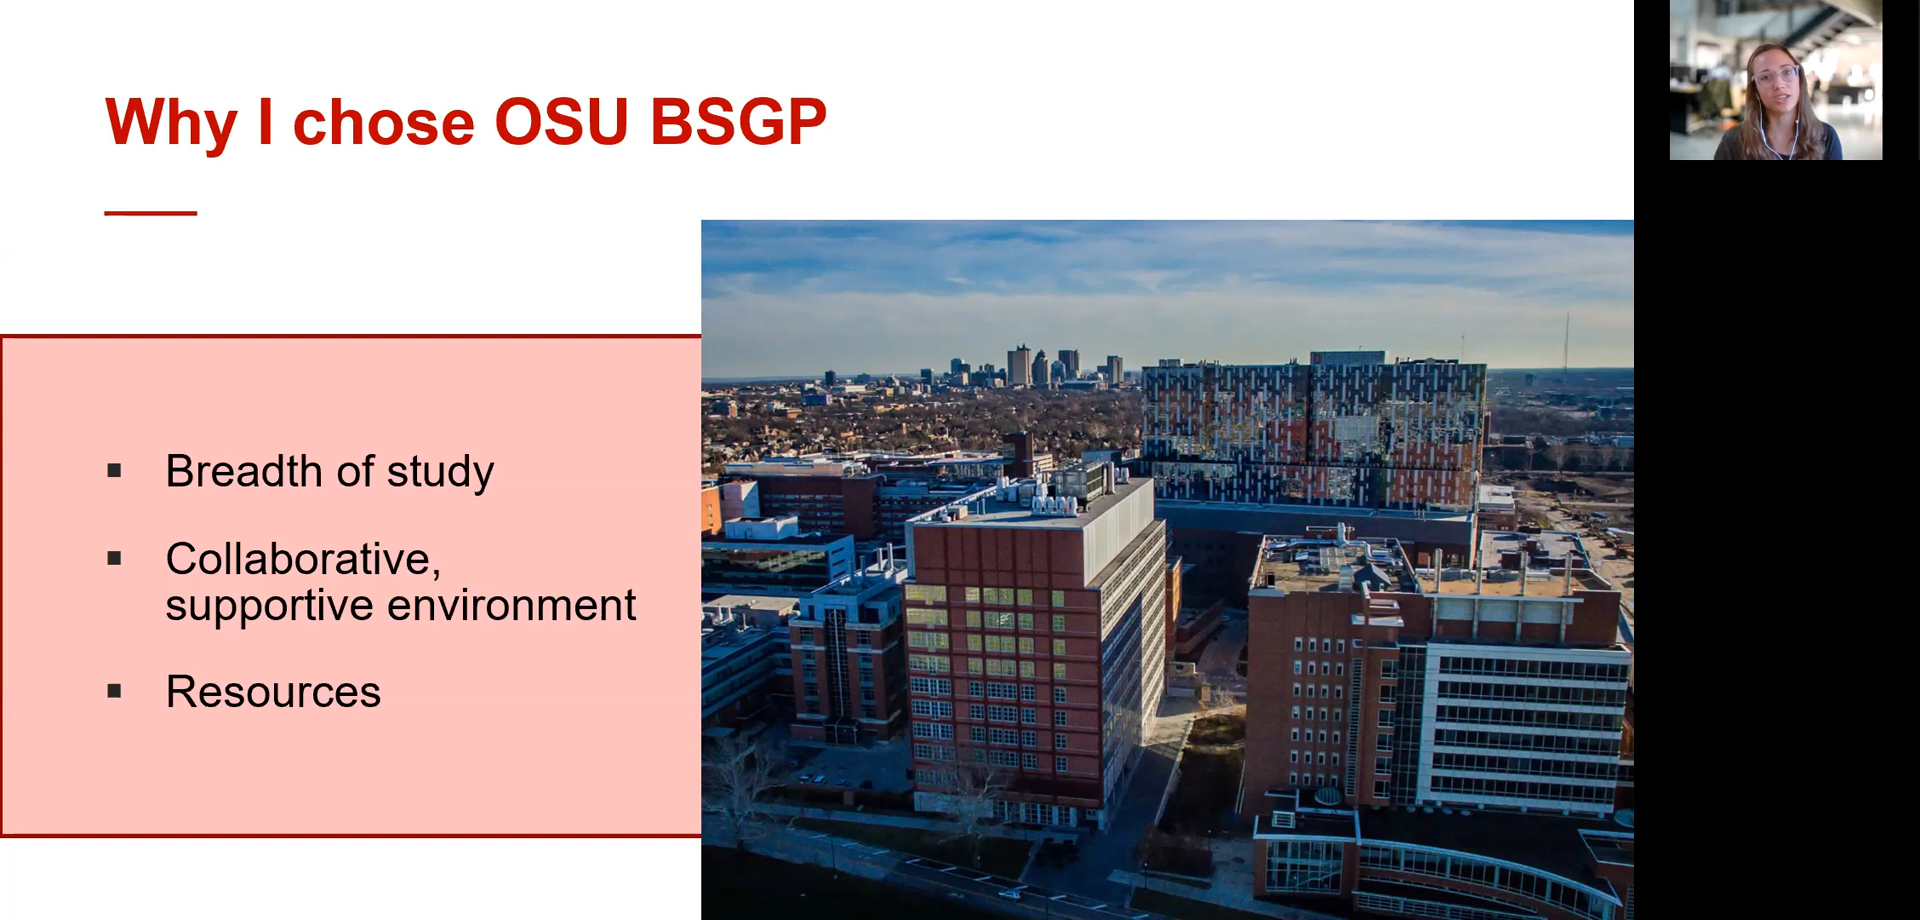 Why I chose OSU BSGP
Breadth of study
Collaborative,
supportive environment
Resources